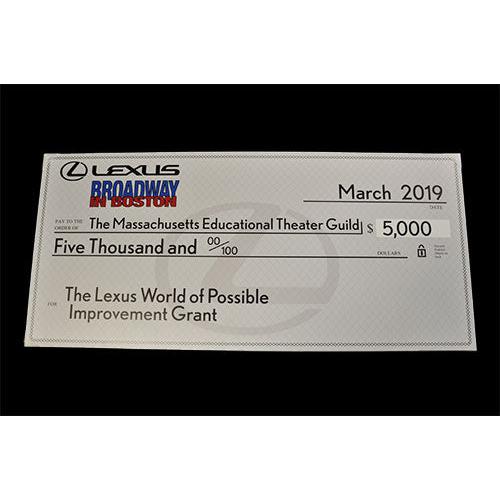 LEXUS
BROADWAY
IN BOSTON
March 2019
DATE
PAY TO THE
ORDER OF
The Massachusetts Educational Theater Guild
$ 5,000
Five Thousand and 00/100
DOLLARS
FOR
The Lexus World of Possible
Improvement Grant